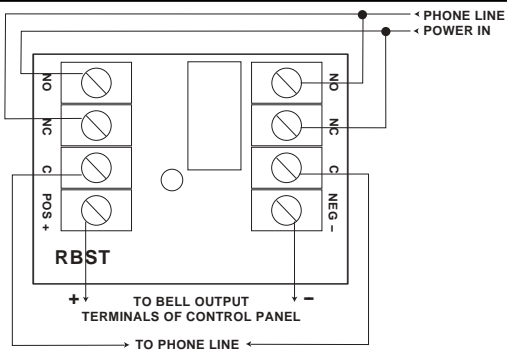 PHONE LINE
POWER IN
NO
NO
NC
NC
C
C
POS +
NEG –
RBST
+
–
TO BELL OUTPUT
TERMINALS OF CONTROL PANEL
TO PHONE LINE